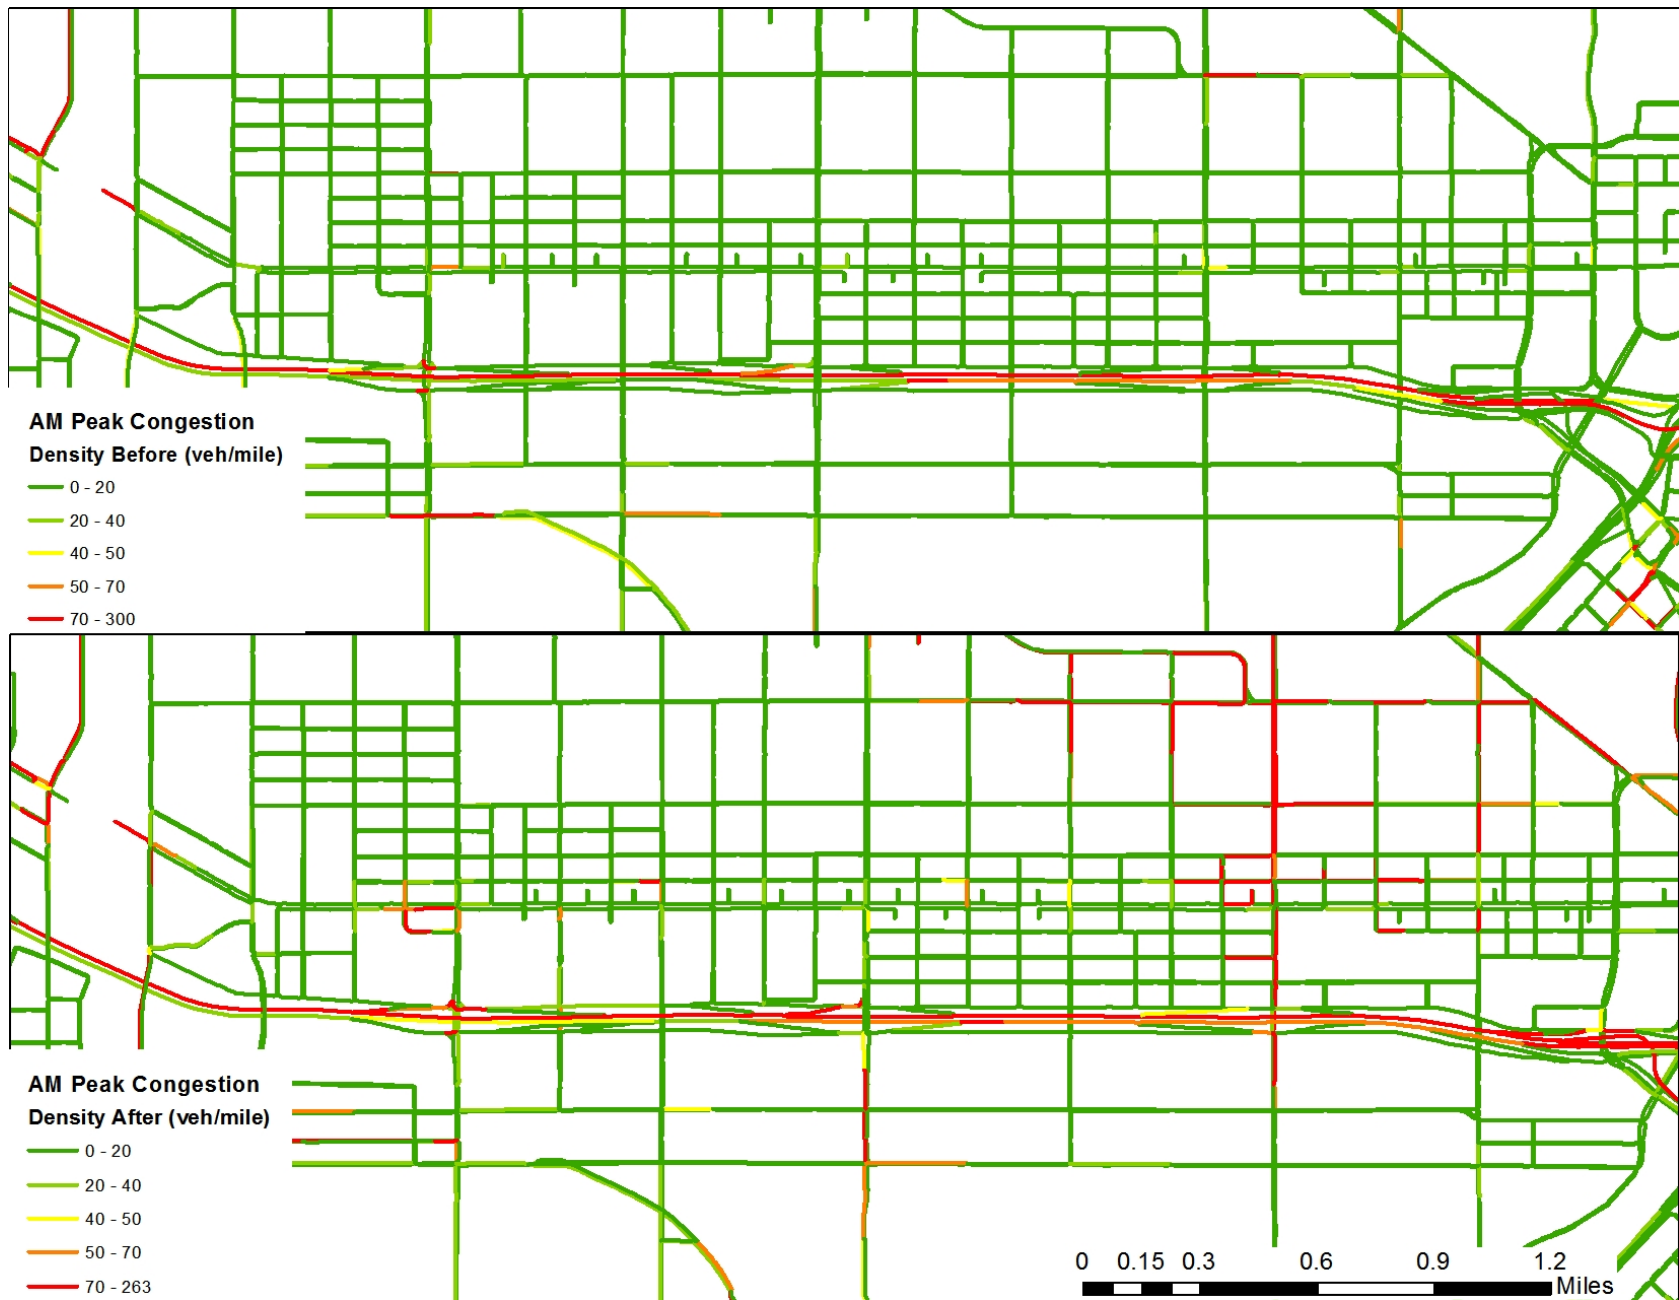 AM Peak Congestion
Density Before (veh/mile)
0 - 20
20 - 40
40 - 50
50 - 70
70 - 300
AM Peak Congestion
Density After (veh/mile)
0 - 20
20 - 40
40 - 50
50 - 70
70 - 263
0 0.15 0.3 0.6 0.9 1.2
Miles